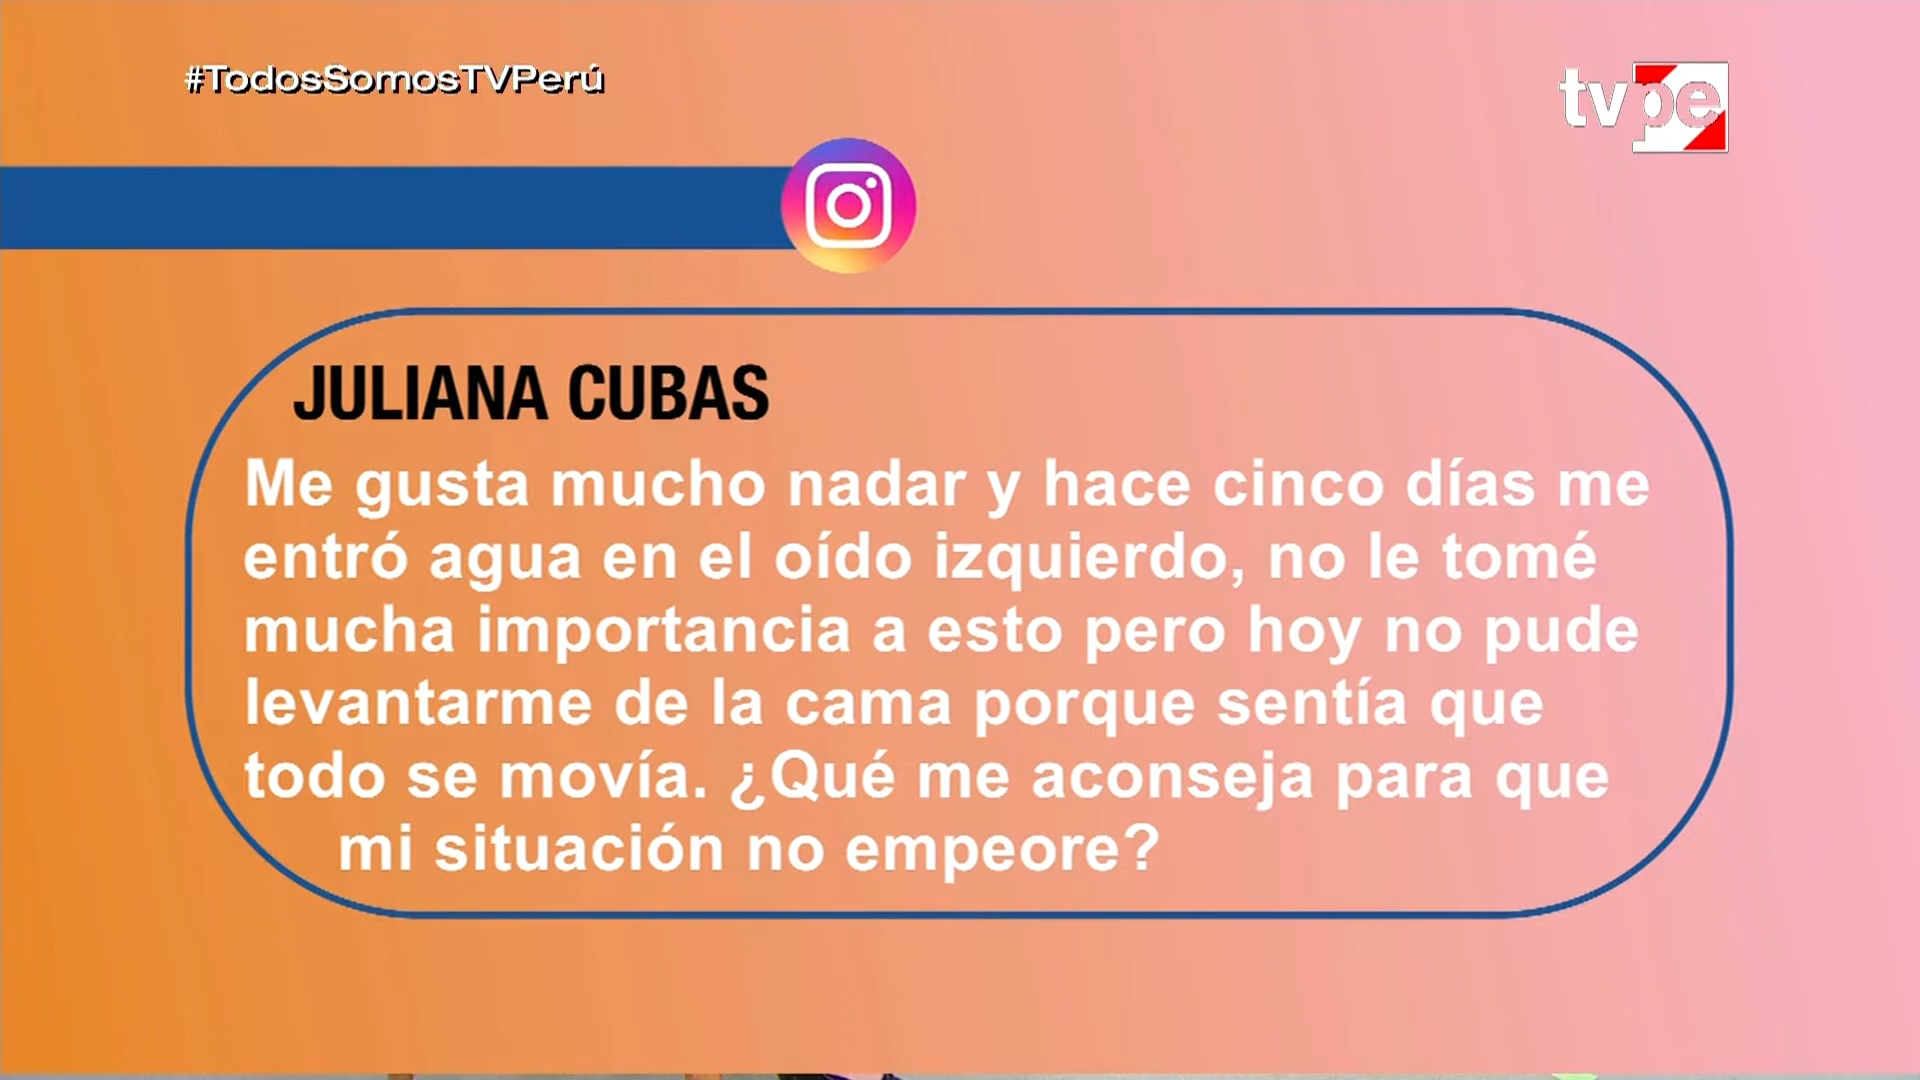 #TodosSomosTVPerú
tvpe
JULIANA CUBAS
Me gusta mucho nadar y hace cinco días me
entró agua en el oído izquierdo, no le tomé
mucha importancia a esto pero hoy no pude
levantarme de la cama porque sentía que
todo se movía. ¿Qué me aconseja para que
mi situación no empeore?